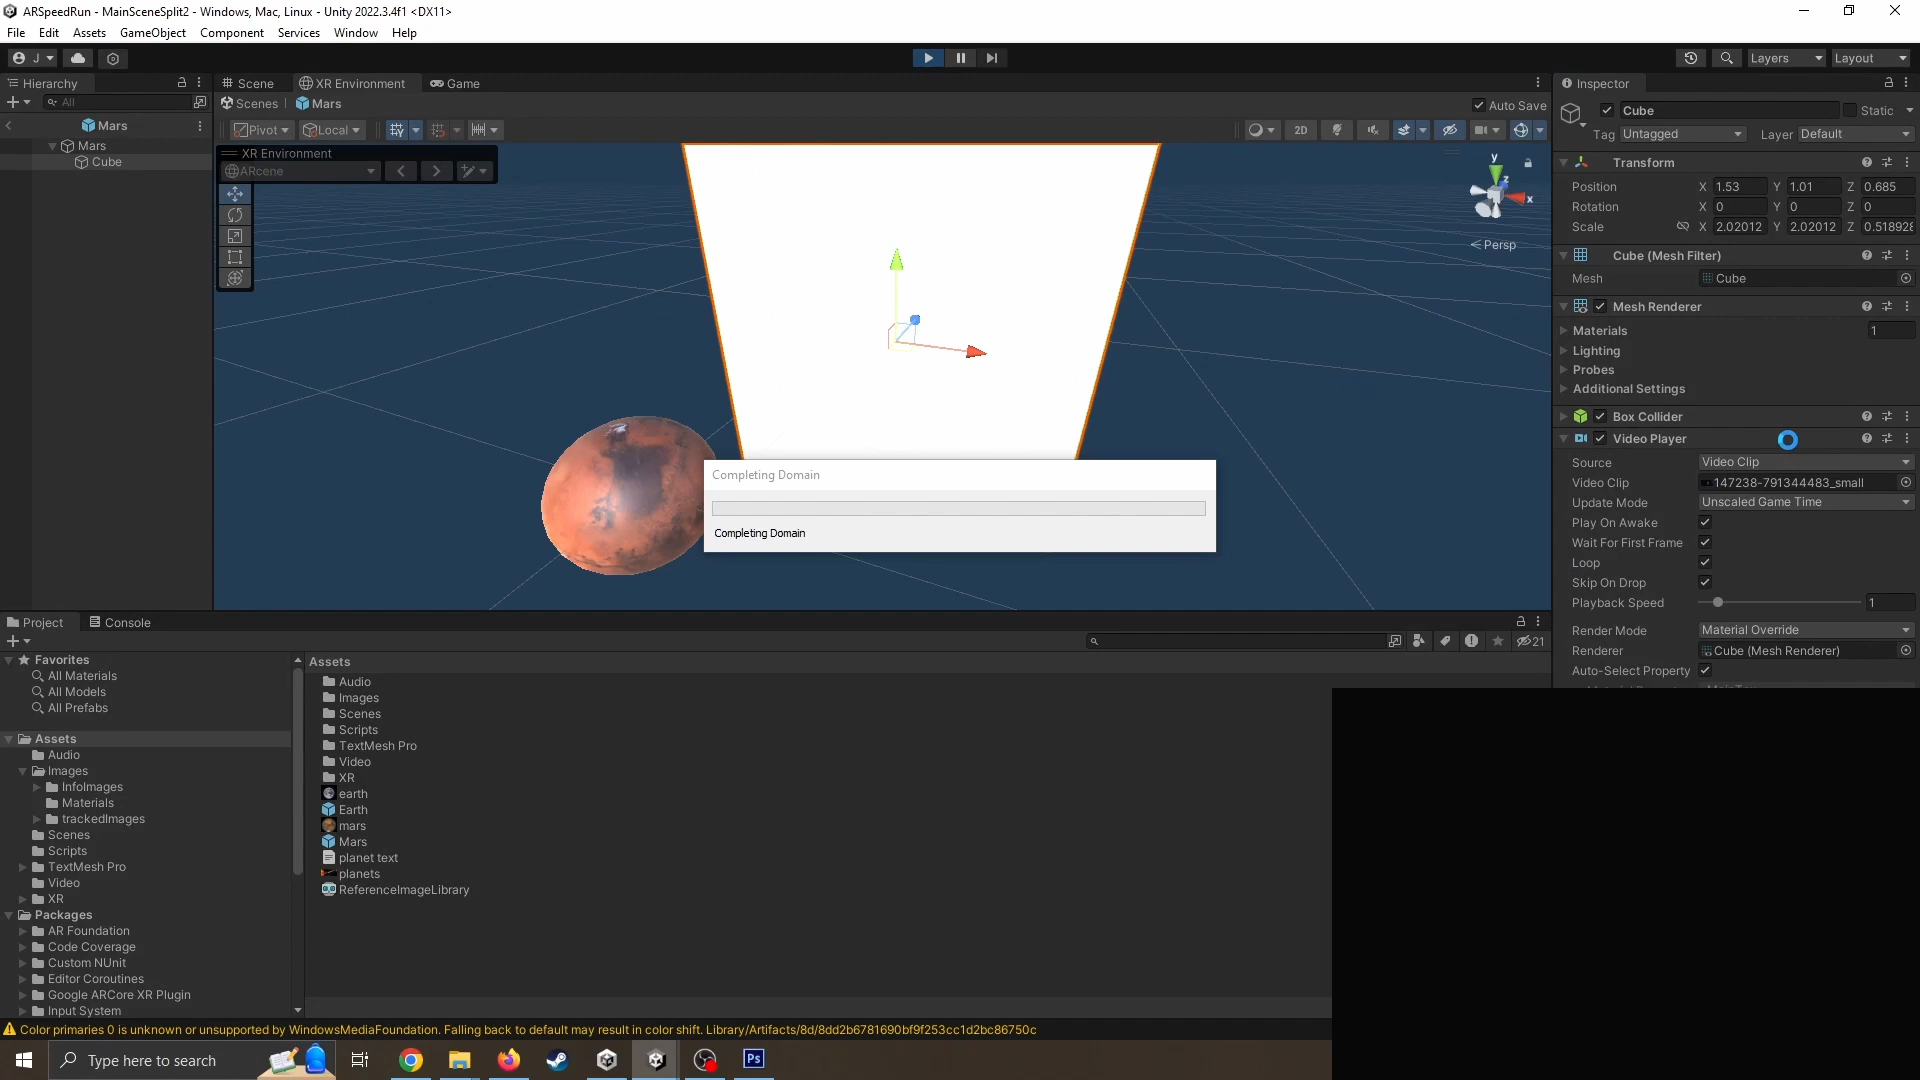 ARSpeedRun - MainSceneSplit2 - Windows, Mac, Linux - Unity 2022.3.4f1 <DX11>
File Edit Assets GameObject Component Services Window Help
J Layers Layout
Hierarchy Scene XR Environment Game Inspector
All Scenes Mars Auto Save Cube Static
Mars Pivot Local 2D Tag Untagged Layer Default
Mars XR Environment Transform
Cube ARcene Position X 1.53 Y 1.01 Z 0.685
Rotation X 0 Y 0 Z 0
Scale X 2.02012 Y 2.02012 Z 0.518928
y z x
Persp
Cube (Mesh Filter)
Mesh Cube
Mesh Renderer
Materials 1
Lighting
Probes
Additional Settings
Box Collider
Video Player
Source Video Clip
Video Clip 147238-791344483_small
Update Mode Unscaled Game Time
Play On Awake
Wait For First Frame
Loop
Skip On Drop
Playback Speed 1
Render Mode Material Override
Renderer Cube (Mesh Renderer)
Auto-Select Property
Completing Domain
Completing Domain
Project Console
21
Favorites
All Materials
All Models
All Prefabs
Assets
Audio
Images
InfoImages
Materials
trackedImages
Scenes
Scripts
TextMesh Pro
Video
XR
Packages
AR Foundation
Code Coverage
Custom NUnit
Editor Coroutines
Google ARCore XR Plugin
Input System
Assets
Audio
Images
Scenes
Scripts
TextMesh Pro
Video
XR
earth
Earth
mars
Mars
planet text
planets
ReferenceImageLibrary
Color primaries 0 is unknown or unsupported by WindowsMediaFoundation. Falling back to default may result in color shift. Library/Artifacts/8d/8dd2b6781690bf9f253cc1d2bc86750c
Type here to search
Ps